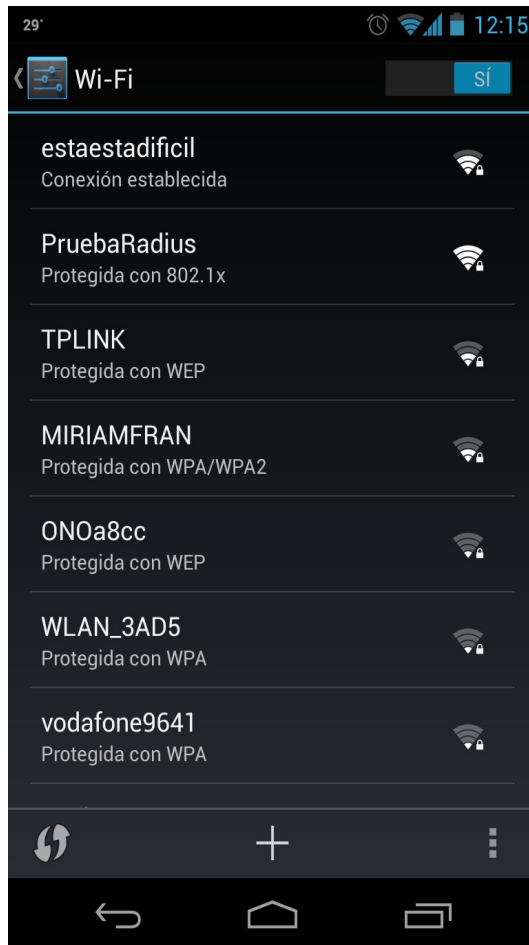 29°
12:15
Wi-Fi
SÍ
estaestadificil
Conexión establecida
PruebaRadius
Protegida con 802.1x
TPLINK
Protegida con WEP
MIRIAMFRAN
Protegida con WPA/WPA2
ONOa8cc
Protegida con WEP
WLAN_3AD5
Protegida con WPA
vodafone9641
Protegida con WPA